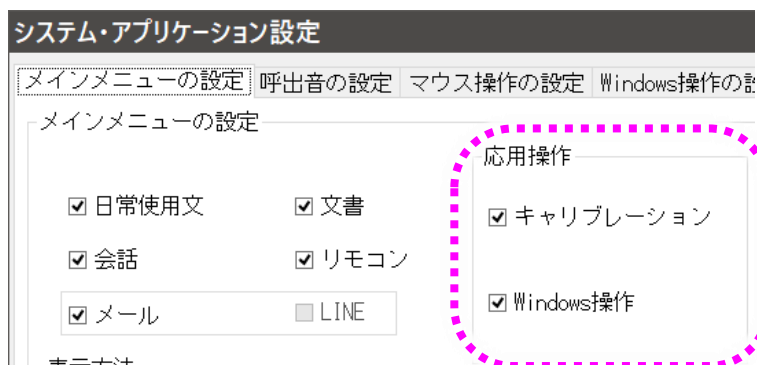 システム・アプリケーション設定
メインメニューの設定 呼出音の設定 マウス操作の設定 Windows操作の設
メインメニューの設定
応用操作
日常使用文 文書
キャリブレーション
会話 リモコン
メール LINE
Windows操作
表示方法